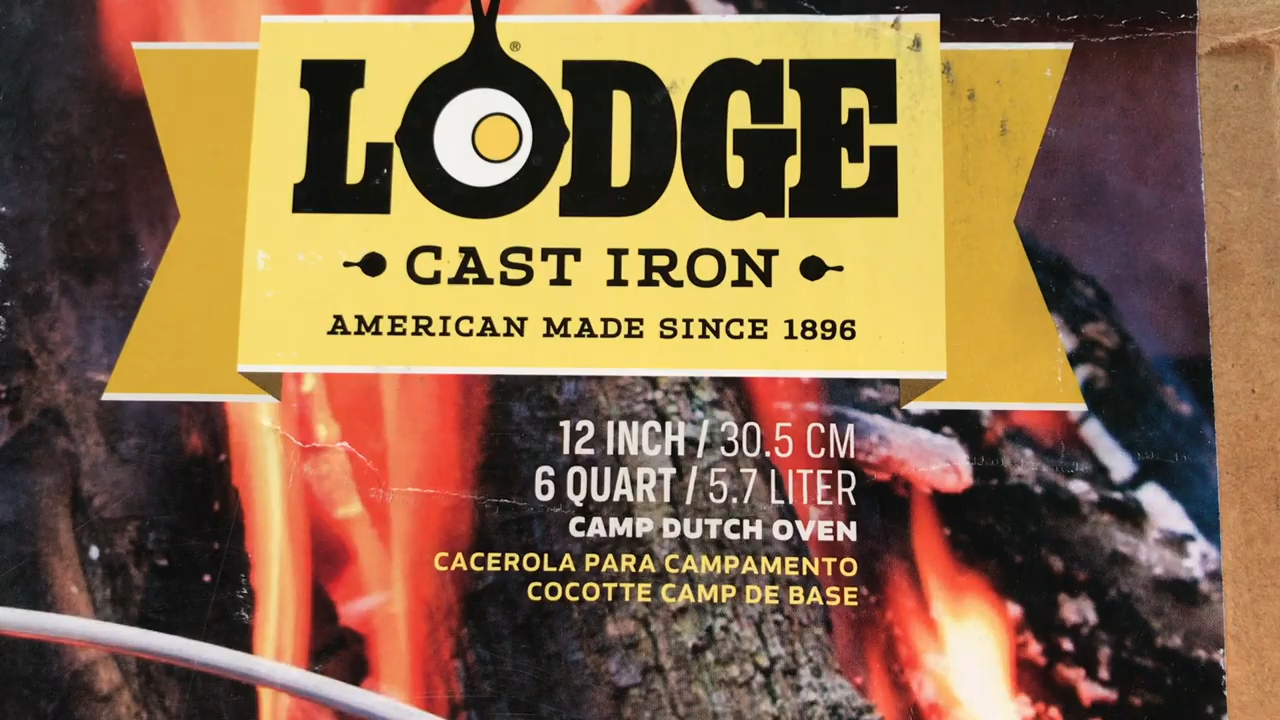 LODGE®
CAST IRON
AMERICAN MADE SINCE 1896
12 INCH / 30.5 CM
6 QUART / 5.7 LITER
CAMP DUTCH OVEN
CACEROLA PARA CAMPAMENTO
COCOTTE CAMP DE BASE